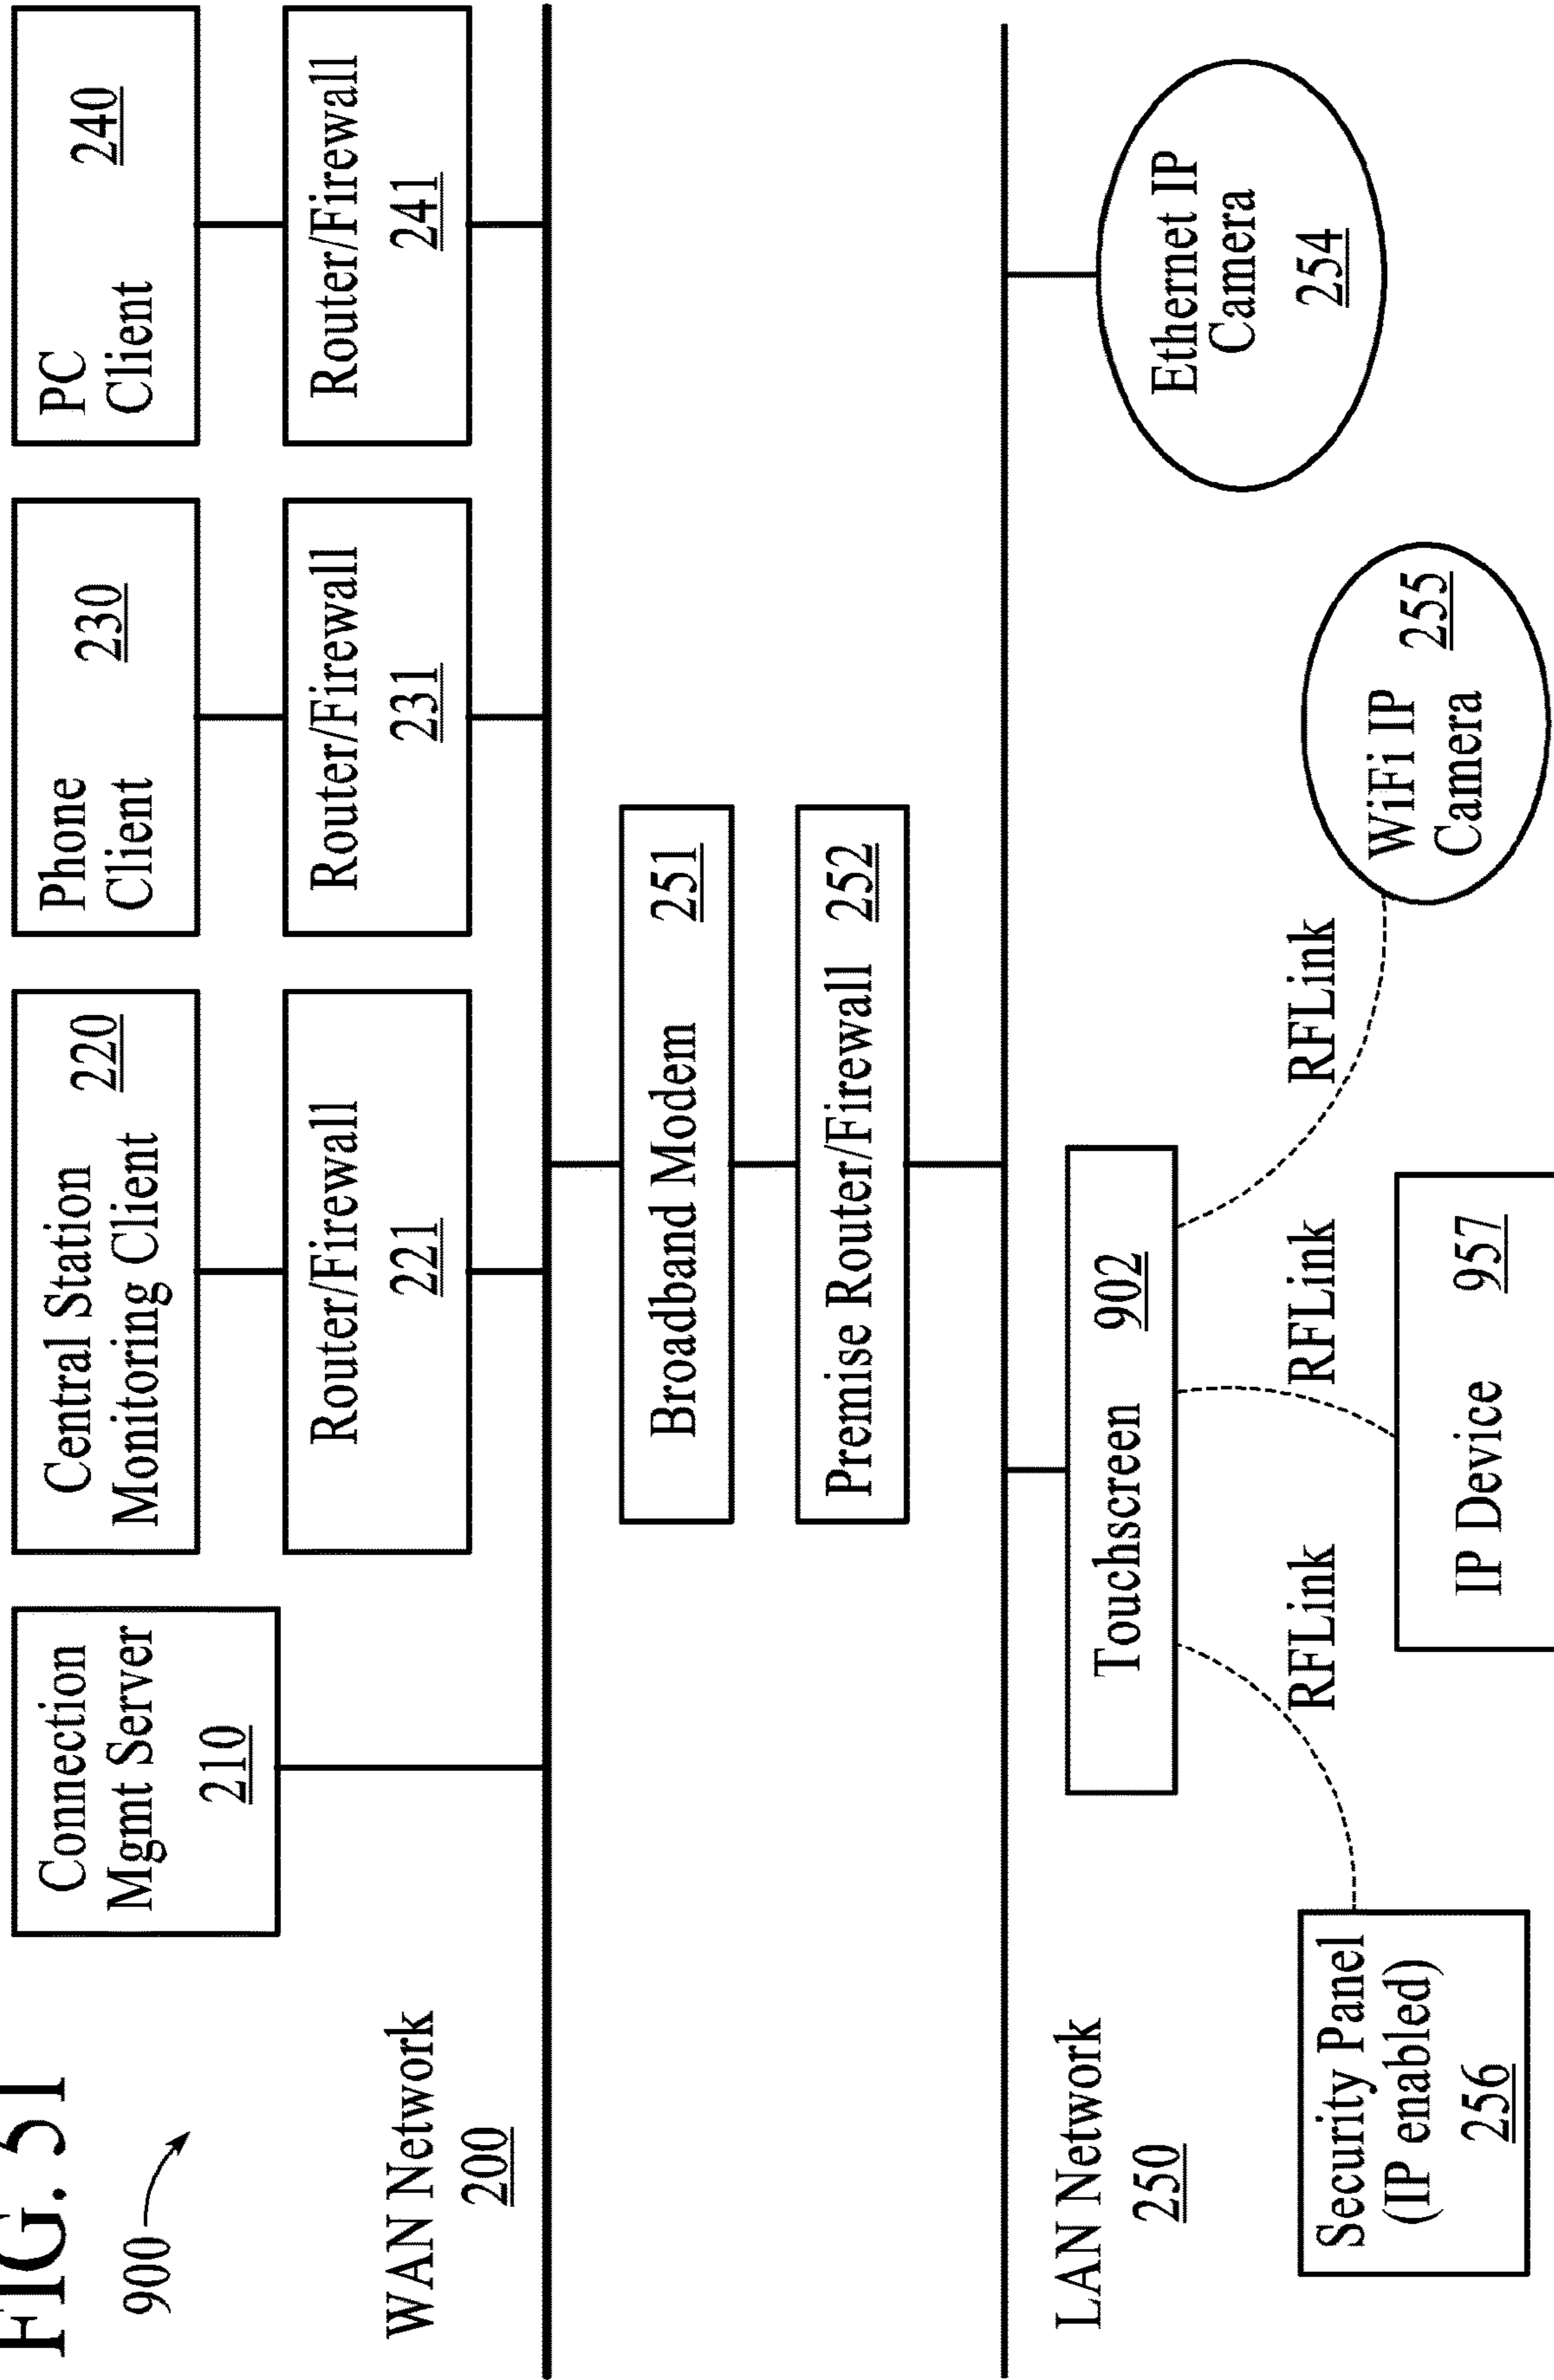 FIG. 51
900
Connection
Mgmt Server
210
Central Station
Monitoring Client
220
Phone
Client
230
PC
Client
240
Router/Firewall
221
Router/Firewall
231
Router/Firewall
241
WAN Network
200
Broadband Modem 251
Premise Router/Firewall 252
LAN Network
250
Touchscreen 902
Ethernet IP
Camera
254
RFLink
RFLink
RFLink
Security Panel
(IP enabled)
256
IP Device 957
WiFi IP
Camera
255